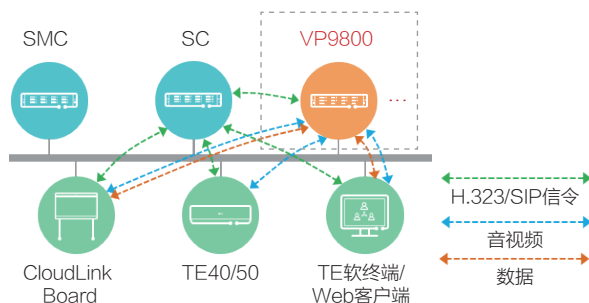 SMC
SC
VP9800
...
H.323/SIP信令
音视频
数据
CloudLink
Board
TE40/50
TE软终端/
Web客户端